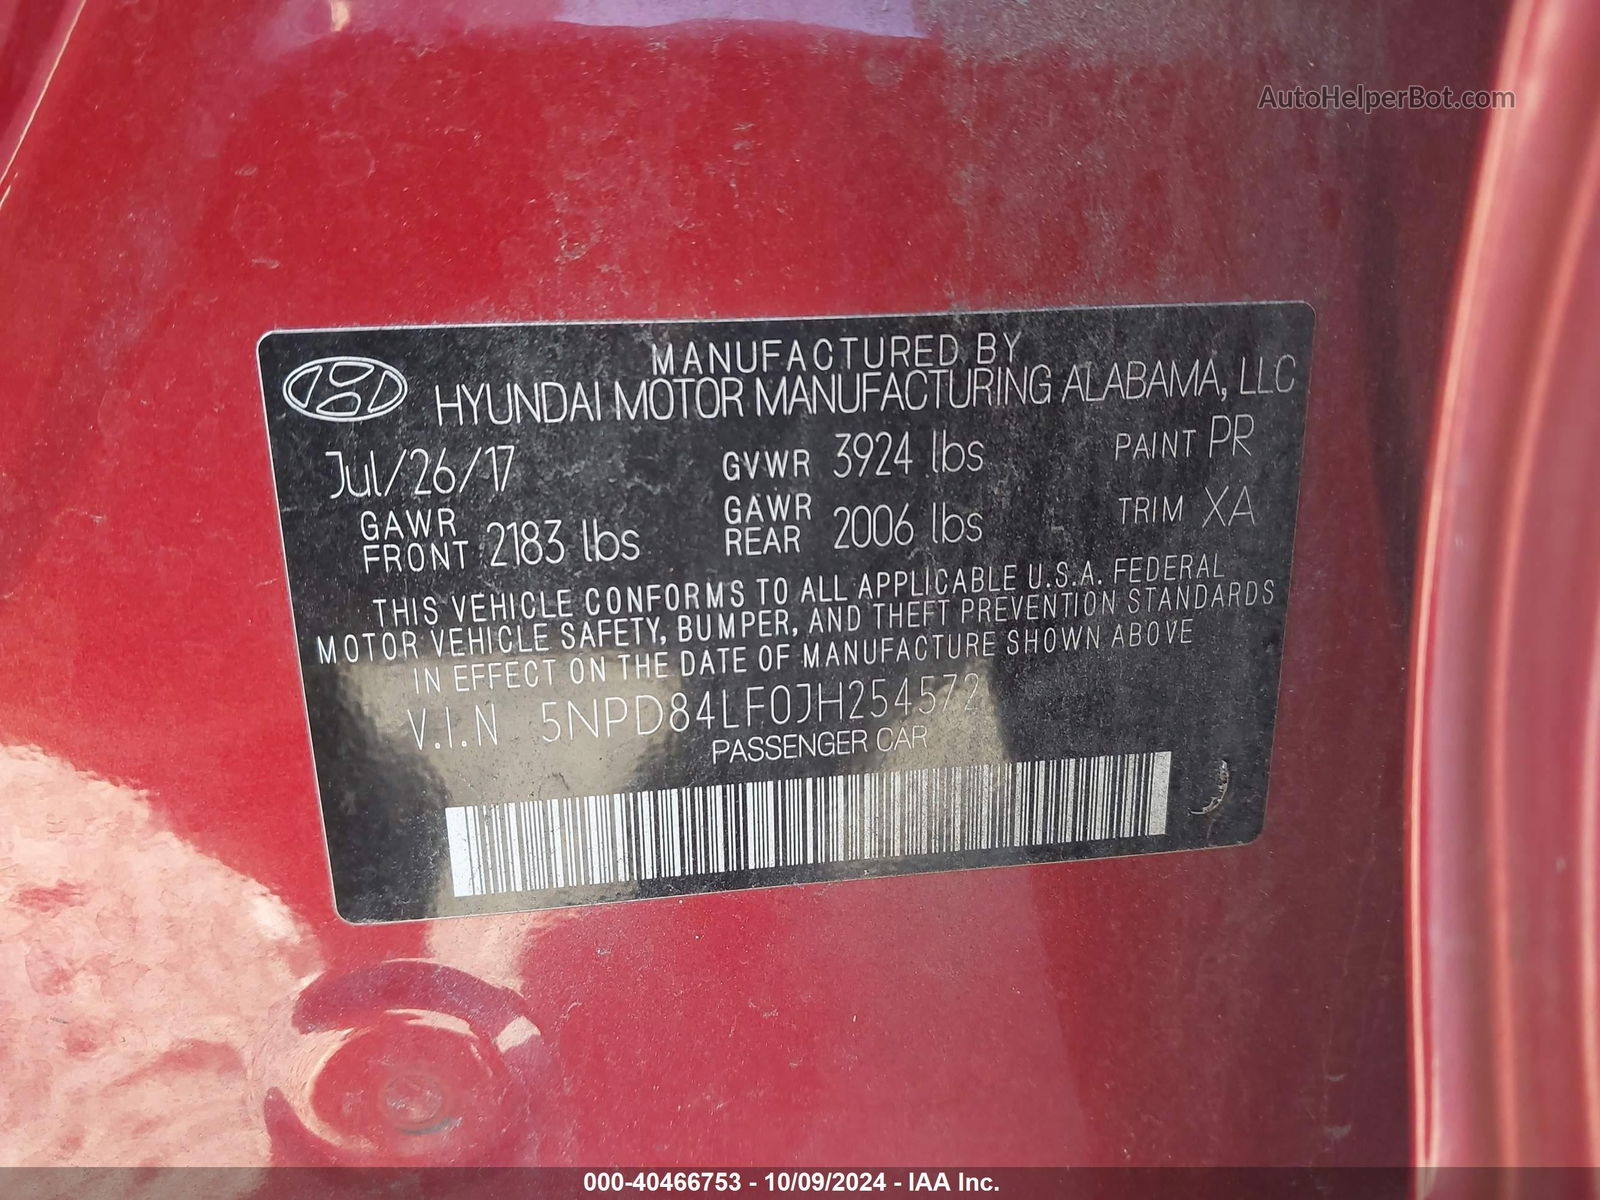 AutoHelperBot.com
MANUFACTURED BY
HYUNDAI MOTOR MANUFACTURING ALABAMA, LLC
Jul/26/17 GVWR 3924 lbs PAINT PR
GAWR FRONT 2183 lbs GAWR REAR 2006 lbs TRIM XA
THIS VEHICLE CONFORMS TO ALL APPLICABLE U.S.A. FEDERAL
MOTOR VEHICLE SAFETY, BUMPER, AND THEFT PREVENTION STANDARDS
IN EFFECT ON THE DATE OF MANUFACTURE SHOWN ABOVE
V.I.N 5NPD84LF0JH254572
PASSENGER CAR
000-40466753 - 10/09/2024 - IAA Inc.